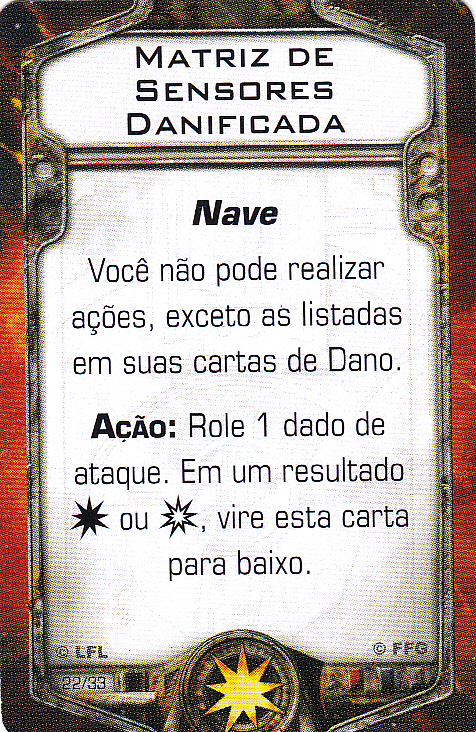 MATRIZ DE
SENSORES
DANIFICADA
Nave
Você não pode realizar
ações, exceto as listadas
em suas cartas de Dano.
AÇÃO: Role 1 dado de
ataque. Em um resultado
ou , vire esta carta
para baixo.
© LFL © FFG
22/33